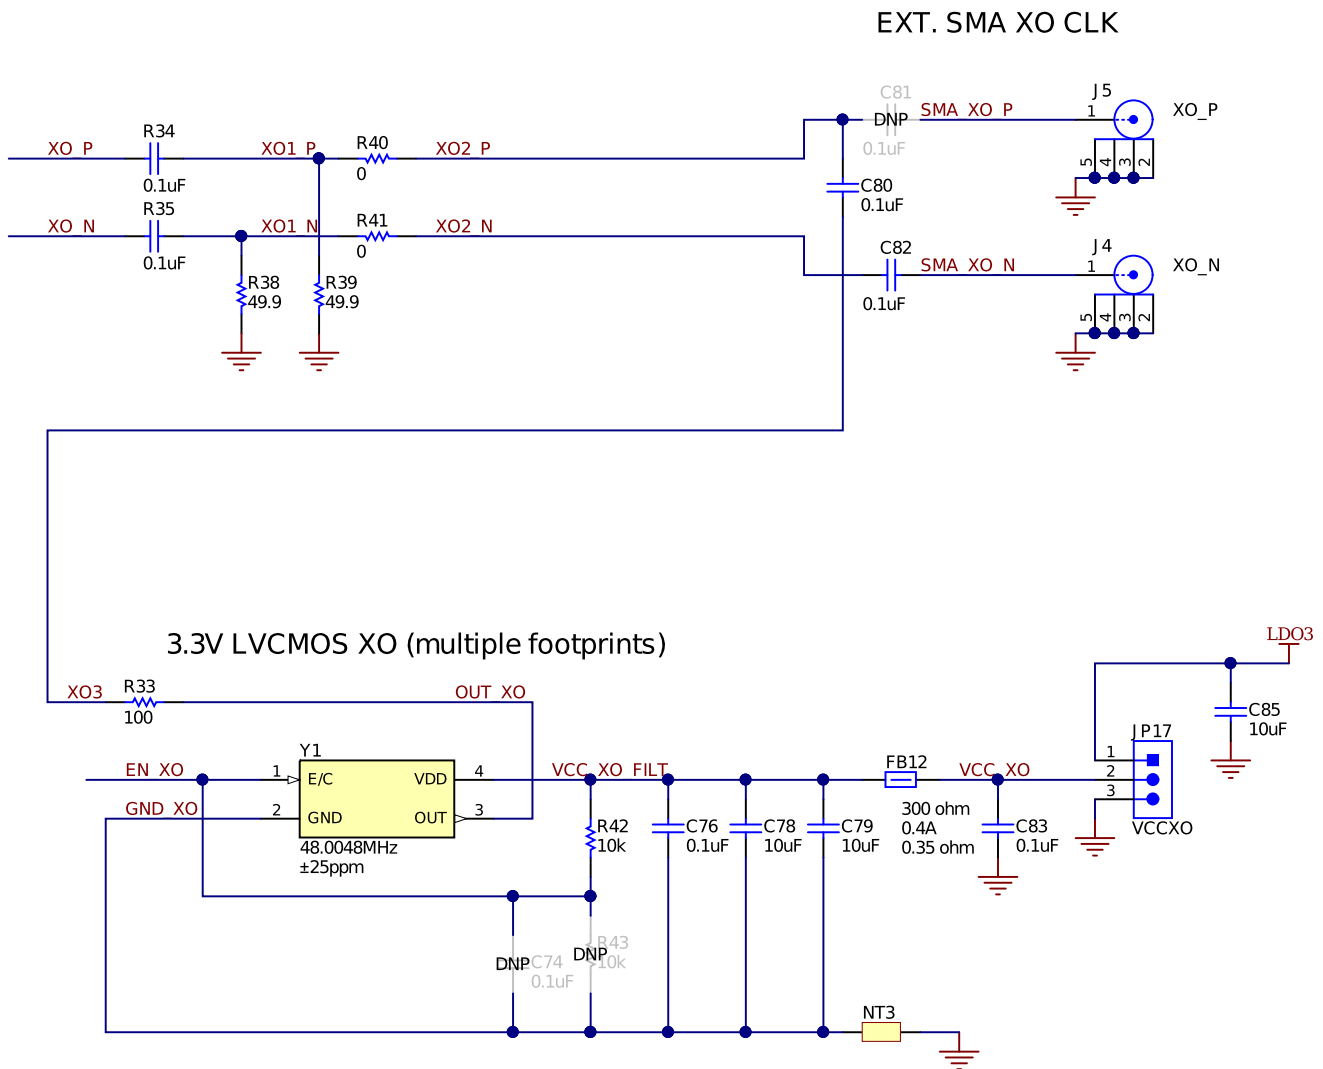 EXT. SMA XO CLK
C81
DNP
0.1uF
SMA_XO_P
J5
1
XO_P
5
4
3
2
R34
XO_P
0.1uF
XO1_P
R40
0
XO2_P
C80
0.1uF
R35
XO_N
0.1uF
XO1_N
R41
0
XO2_N
C82
0.1uF
SMA_XO_N
J4
1
XO_N
5
4
3
2
R38
49.9
R39
49.9
3.3V LVCMOS XO (multiple footprints)
LDO3
XO3
R33
100
OUT_XO
C85
10uF
Y1
EN_XO
1
E/C
VDD
4
GND_XO
2
GND
OUT
3
48.0048MHz
±25ppm
VCC_XO_FILT
R42
10k
C76
0.1uF
C78
10uF
C79
10uF
FB12
300 ohm
0.4A
0.35 ohm
VCC_XO
C83
0.1uF
JP17
1
2
3
VCCXO
DNP
C74
0.1uF
DNP
R43
10k
NT3